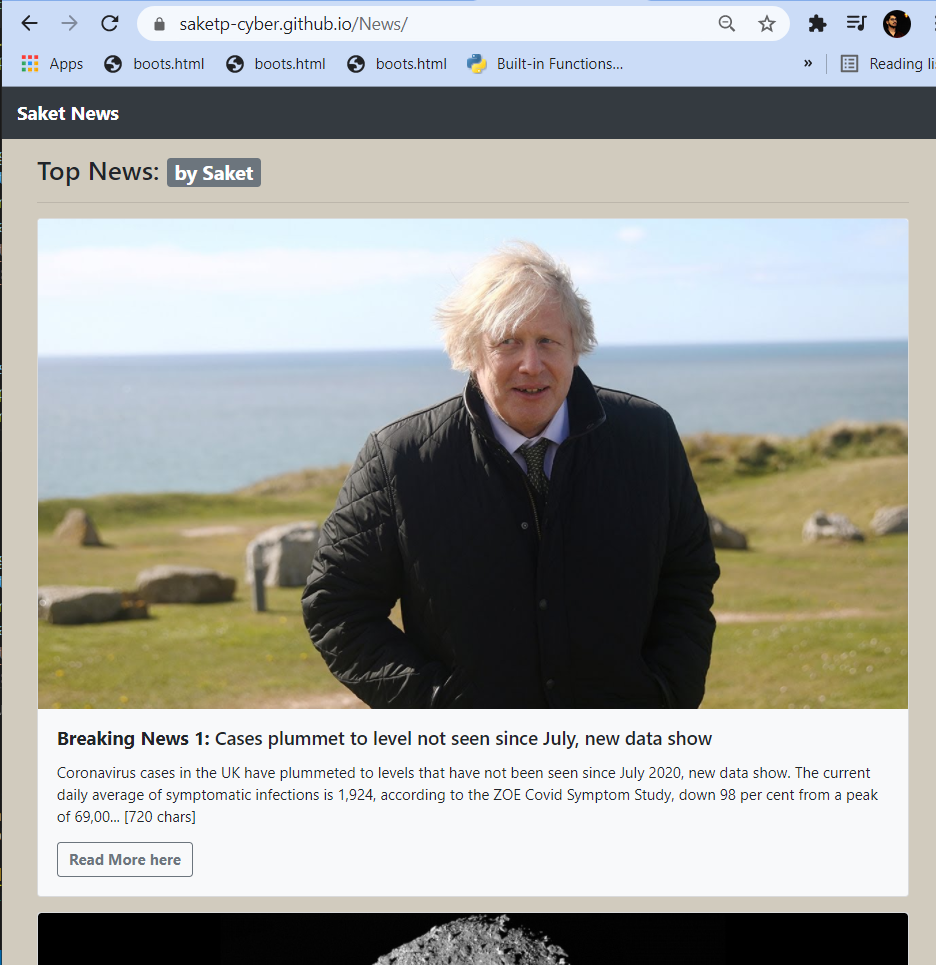 saketp-cyber.github.io/News/
Apps boots.html boots.html boots.html Built-in Functions... » Reading
Saket News
Top News: by Saket
Breaking News 1: Cases plummet to level not seen since July, new data show
Coronavirus cases in the UK have plummeted to levels that have not been seen since July 2020, new data show. The current
daily average of symptomatic infections is 1,924, according to the ZOE Covid Symptom Study, down 98 per cent from a peak
of 69,00... [720 chars]
Read More here